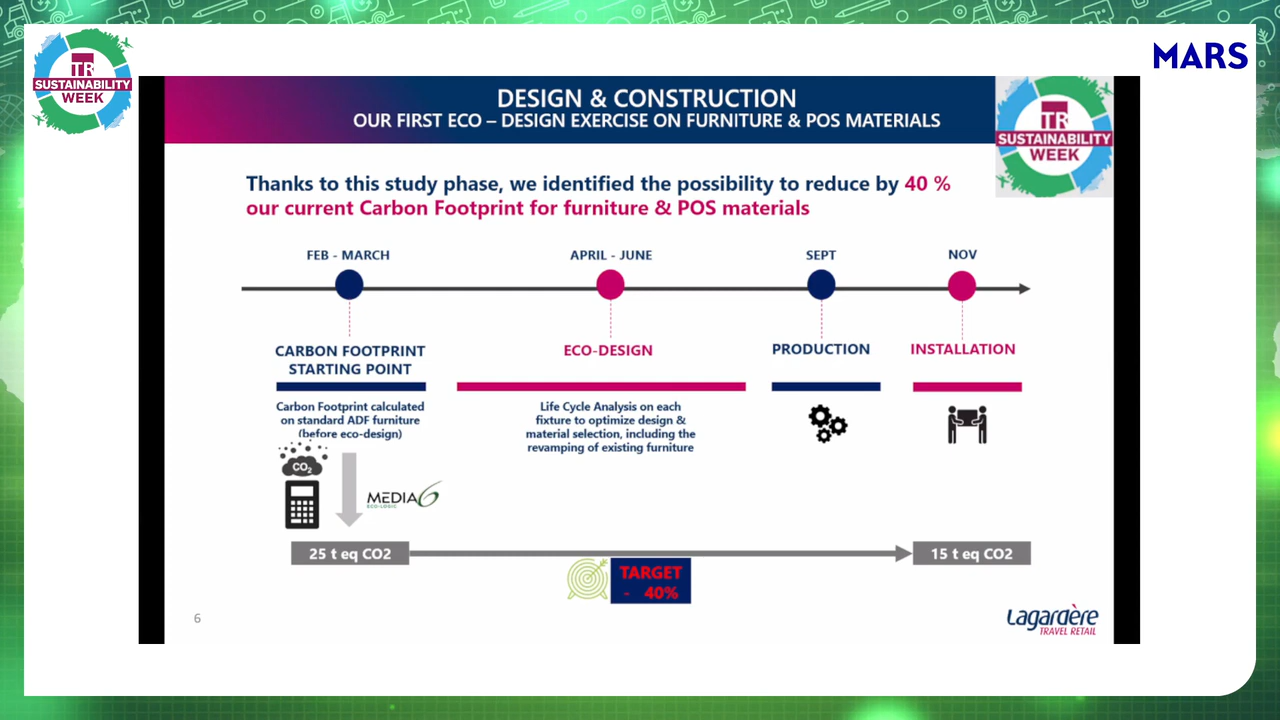 TR
SUSTAINABILITY
WEEK
MARS
DESIGN & CONSTRUCTION
OUR FIRST ECO – DESIGN EXERCISE ON FURNITURE & POS MATERIALS
TR
SUSTAINABILITY
WEEK
Thanks to this study phase, we identified the possibility to reduce by 40 %
our current Carbon Footprint for furniture & POS materials
FEB - MARCH
APRIL - JUNE
SEPT
NOV
CARBON FOOTPRINT
STARTING POINT
ECO-DESIGN
PRODUCTION
INSTALLATION
Carbon Footprint calculated
on standard ADF furniture
(before eco-design)
Life Cycle Analysis on each
fixture to optimize design &
material selection, including the
revamping of existing furniture
CO2
MEDIA6
ECO-LOGIC
25 t eq CO2
15 t eq CO2
TARGET
- 40%
6
Lagardère
TRAVEL RETAIL